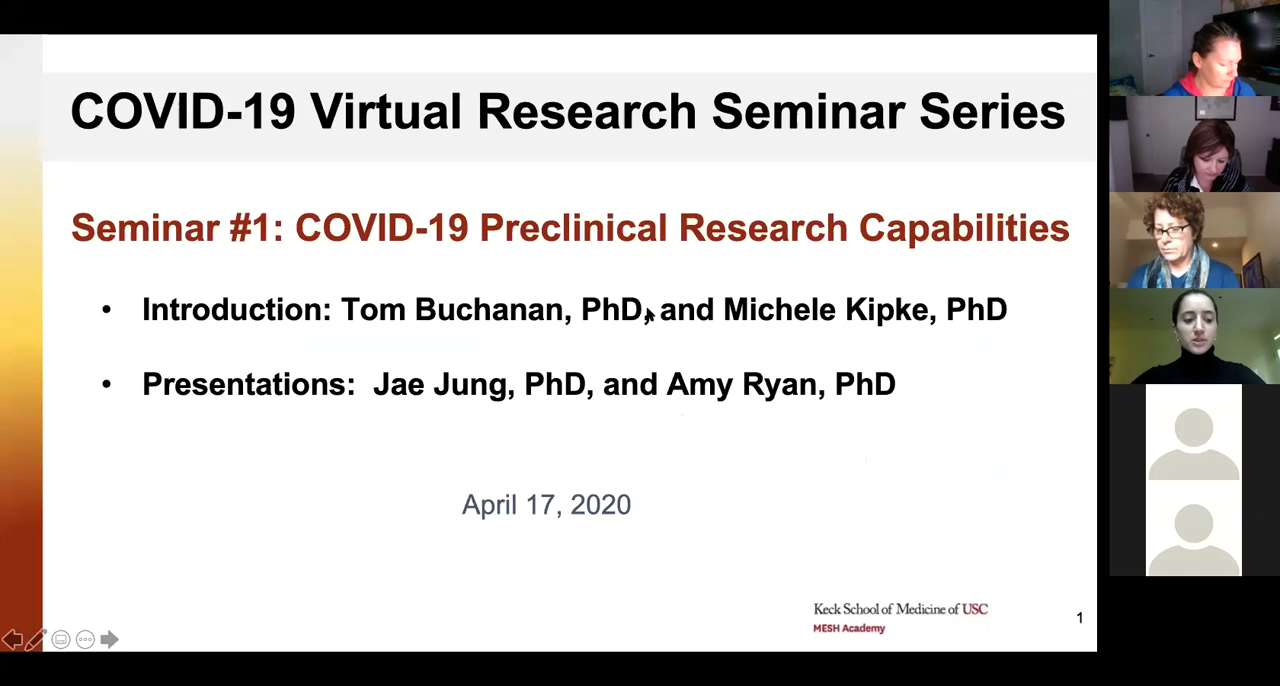 COVID-19 Virtual Research Seminar Series
Seminar #1: COVID-19 Preclinical Research Capabilities
• Introduction: Tom Buchanan, PhD, and Michele Kipke, PhD
• Presentations: Jae Jung, PhD, and Amy Ryan, PhD
April 17, 2020
Keck School of Medicine of USC
MESH Academy
1